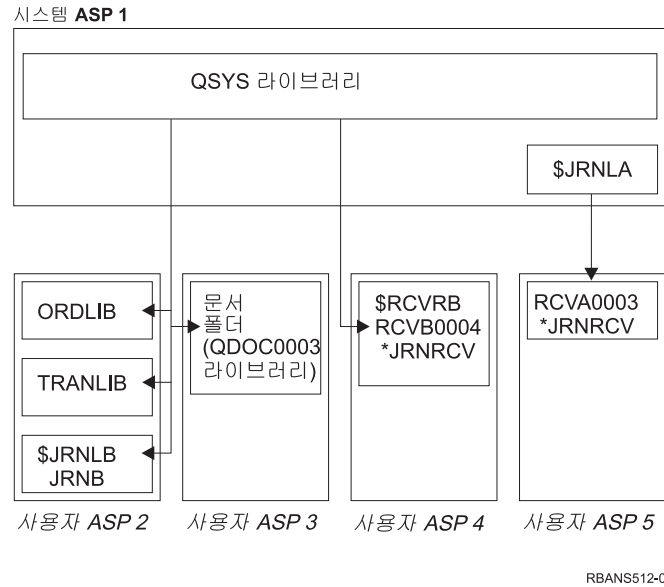 시스템 ASP 1
QSYS 라이브러리
$JRNLA
ORDLIB
TRANLIB
$JRNLB
JRNB
문서
폴더
(QDOC0003
라이브러리)
$RCVRB
RCVB0004
*JRNRCV
RCVA0003
*JRNRCV
사용자 ASP 2
사용자 ASP 3
사용자 ASP 4
사용자 ASP 5
RBANS512-0